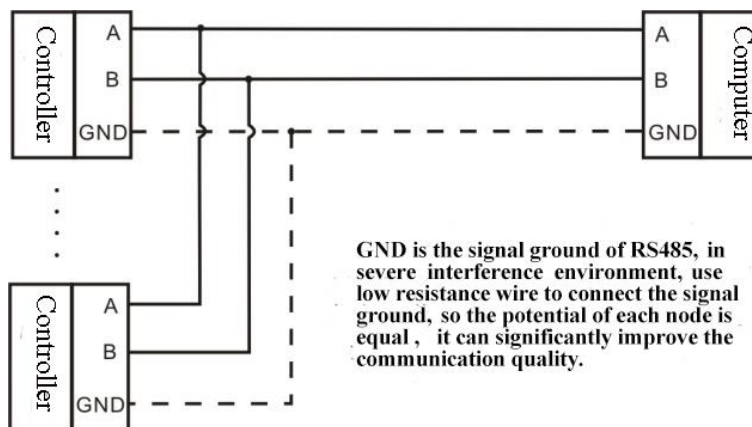 Controller
A
B
GND
A
B
GND
Computer
Controller
A
B
GND
GND is the signal ground of RS485, in
severe interference environment, use
low resistance wire to connect the signal
ground, so the potential of each node is
equal , it can significantly improve the
communication quality.